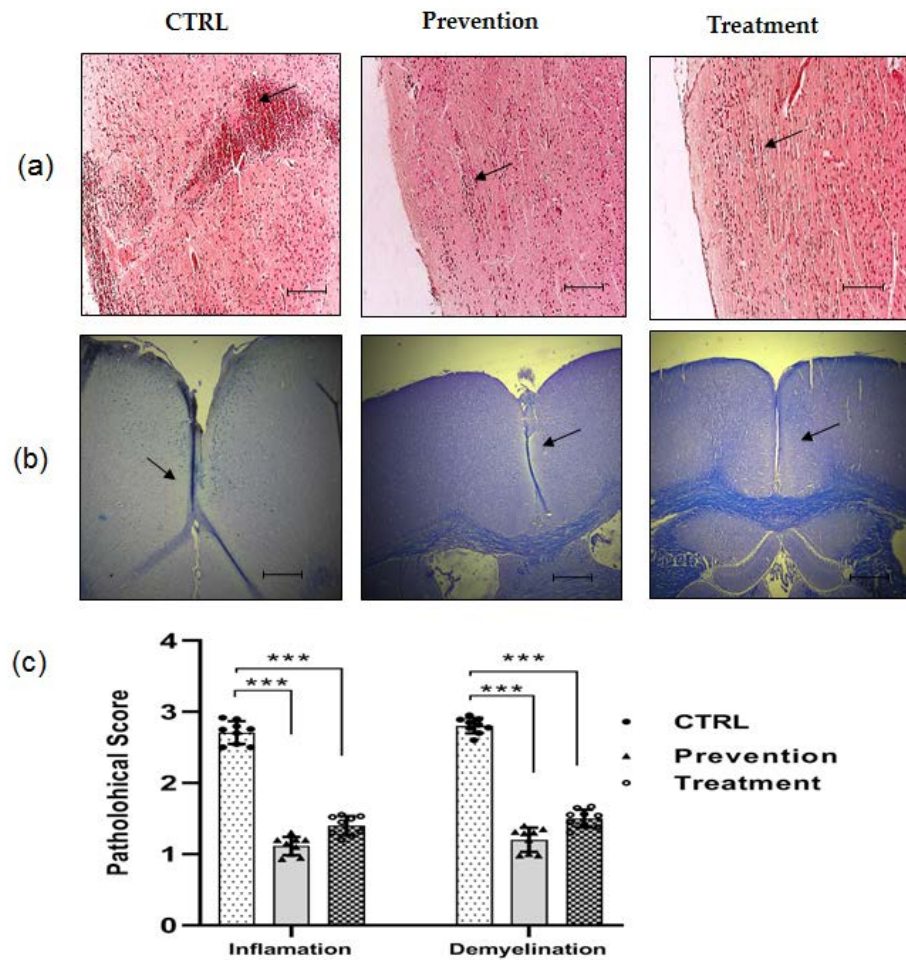 CTRL Prevention Treatment
(a)
(b)
(c)
4
3
2
1
0
Patholohical Score
***
***
***
***
CTRL
Prevention
Treatment
Inflamation Demyelination